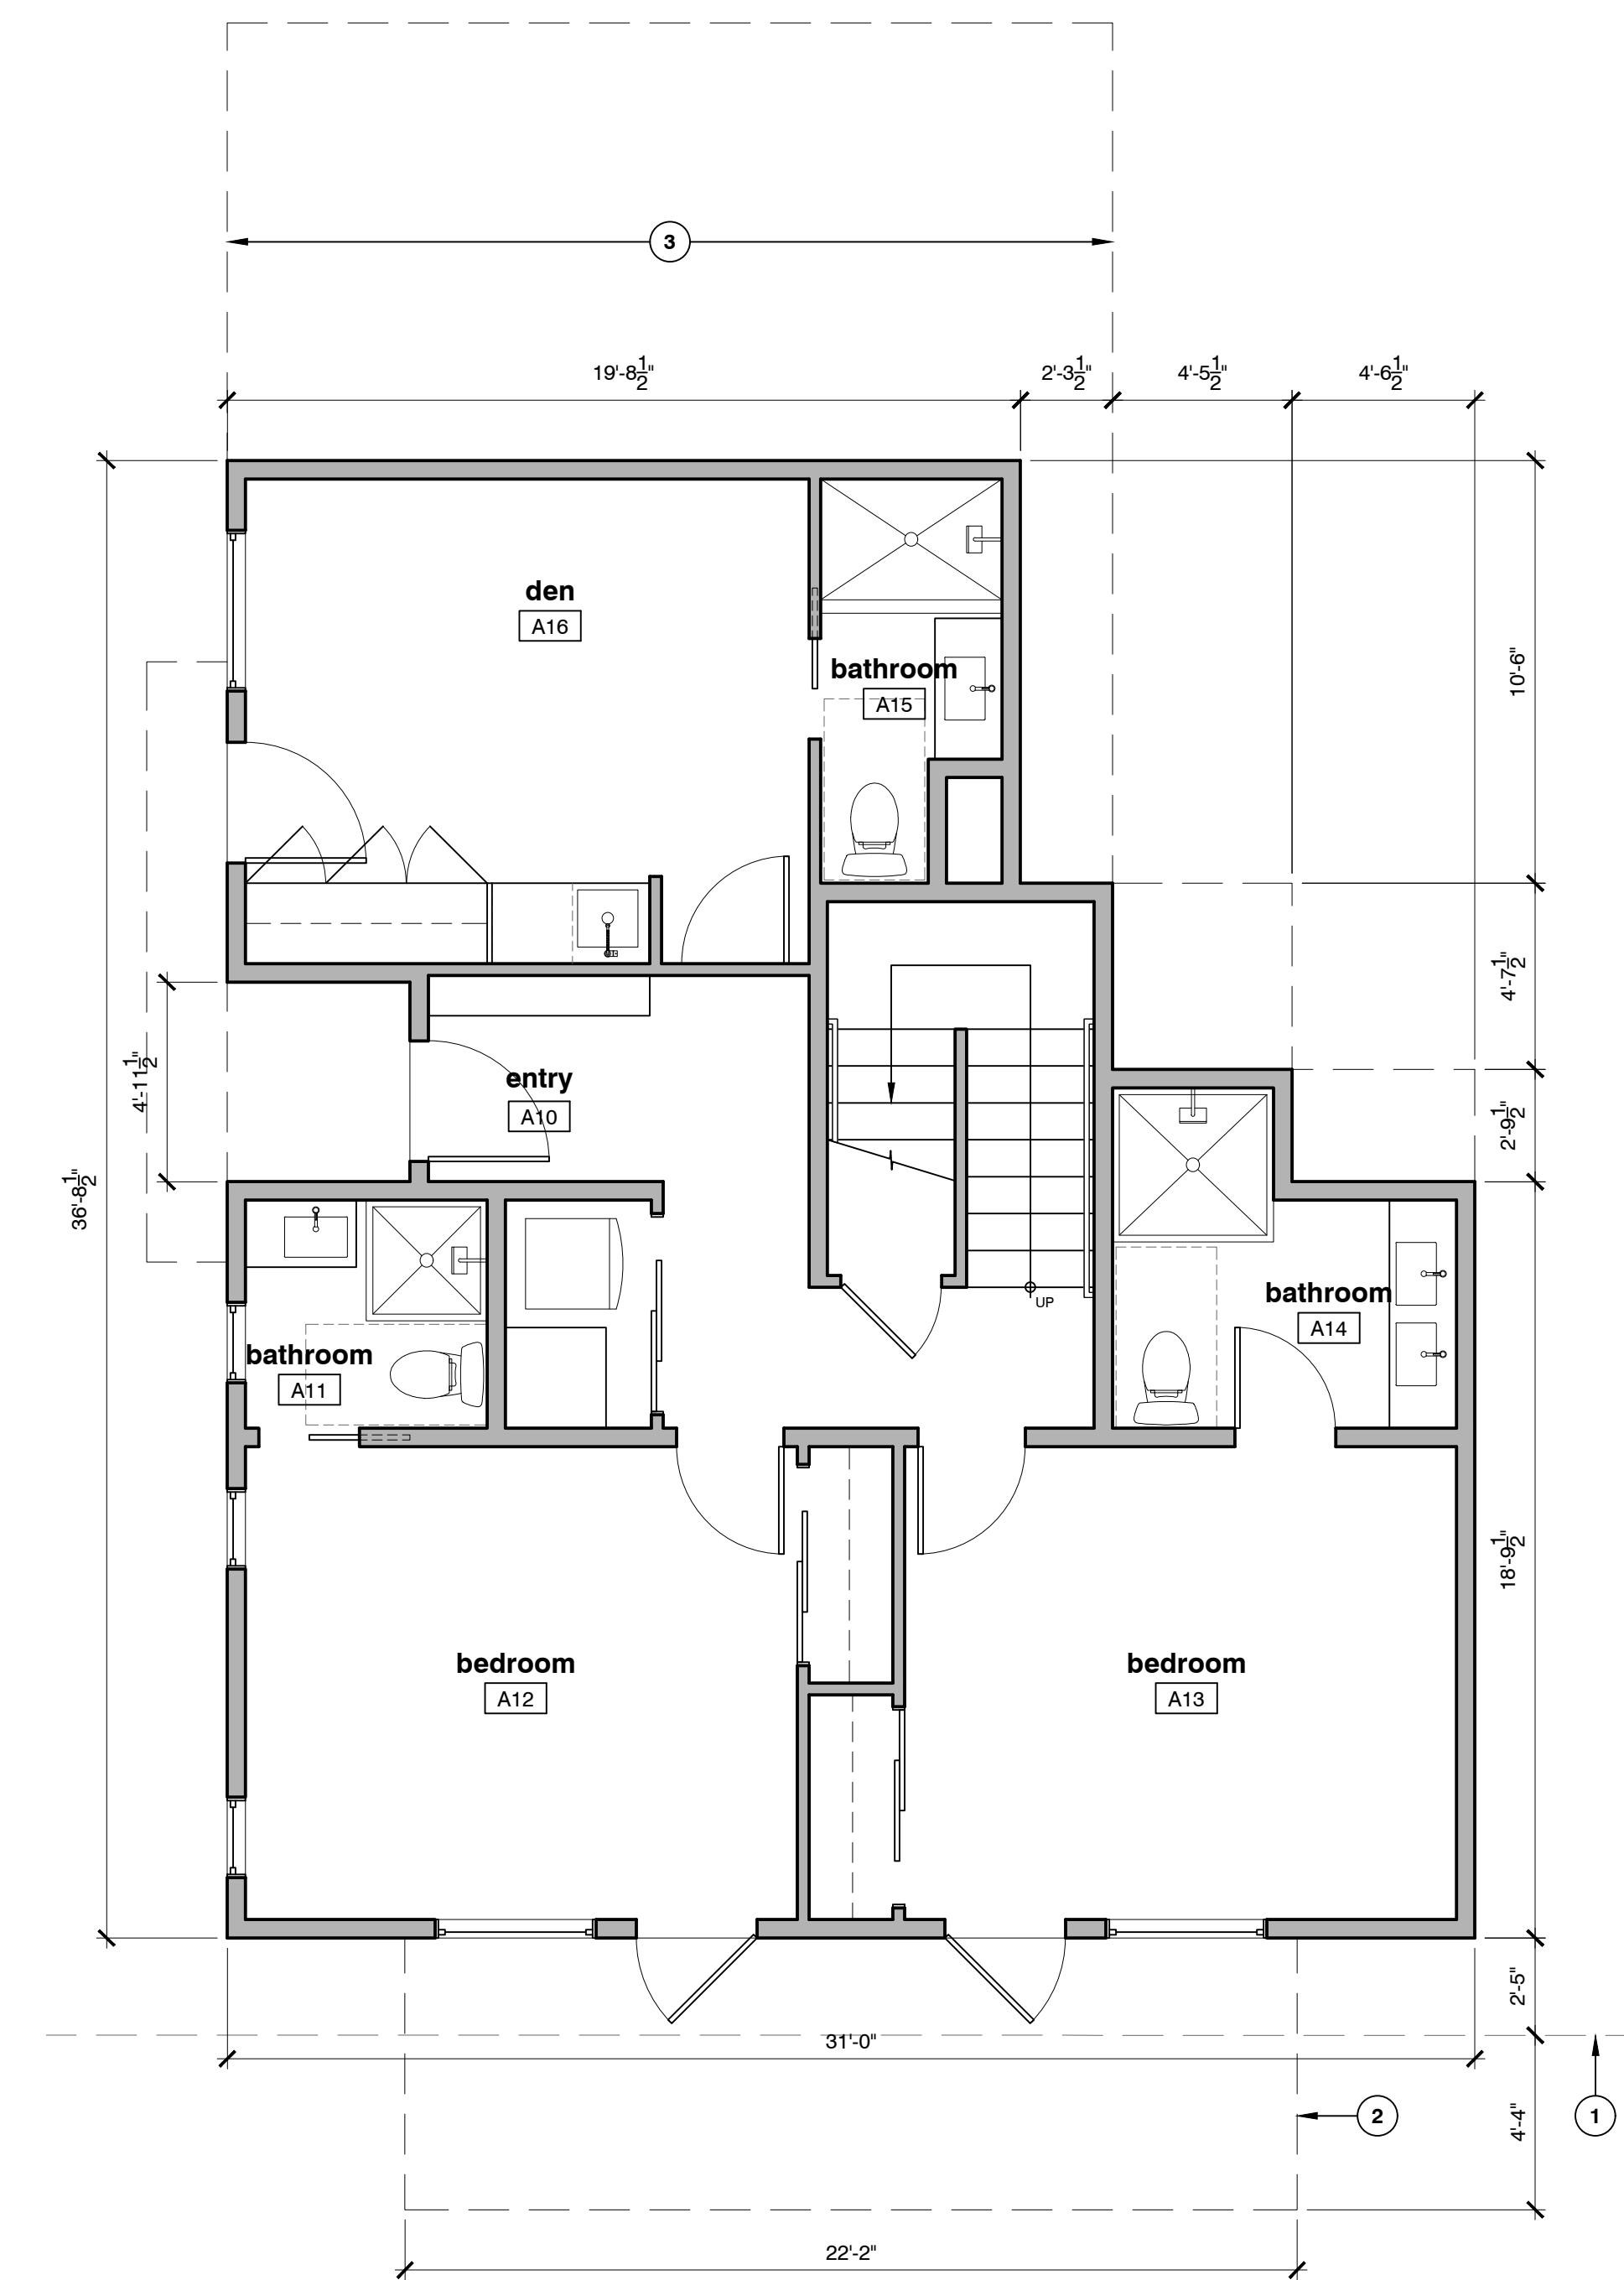 3
19'-8 1/2"
2'-3 1/2"
4'-5 1/2"
4'-6 1/2"
den
A16
bathroom
A15
10'-6"
4'-7 1/2"
entry
A10
4'-11 1/2"
2'-9 1/2"
36'-8 1/2"
UP
bathroom
A14
bathroom
A11
18'-9 1/2"
bedroom
A12
bedroom
A13
2'-5"
31'-0"
2
1
4'-4"
22'-2"